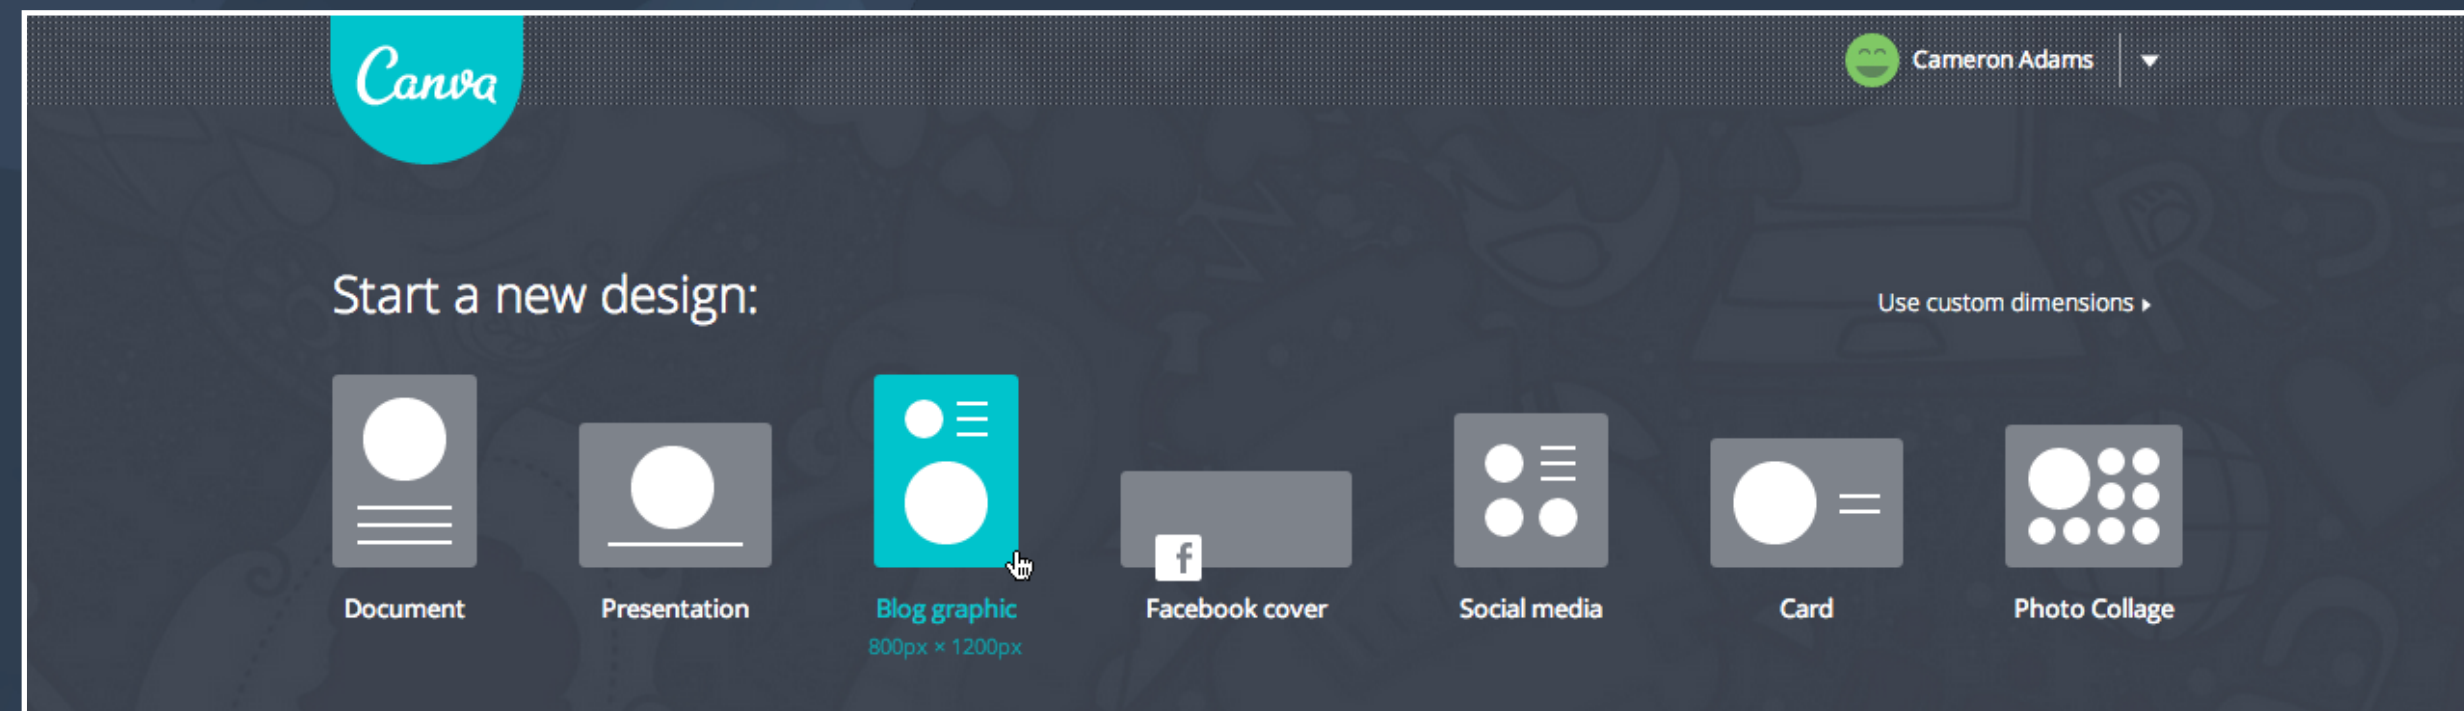 Canva
Cameron Adams
Start a new design:
Use custom dimensions
f
Document
Presentation
Blog graphic
800px × 1200px
Facebook cover
Social media
Card
Photo Collage